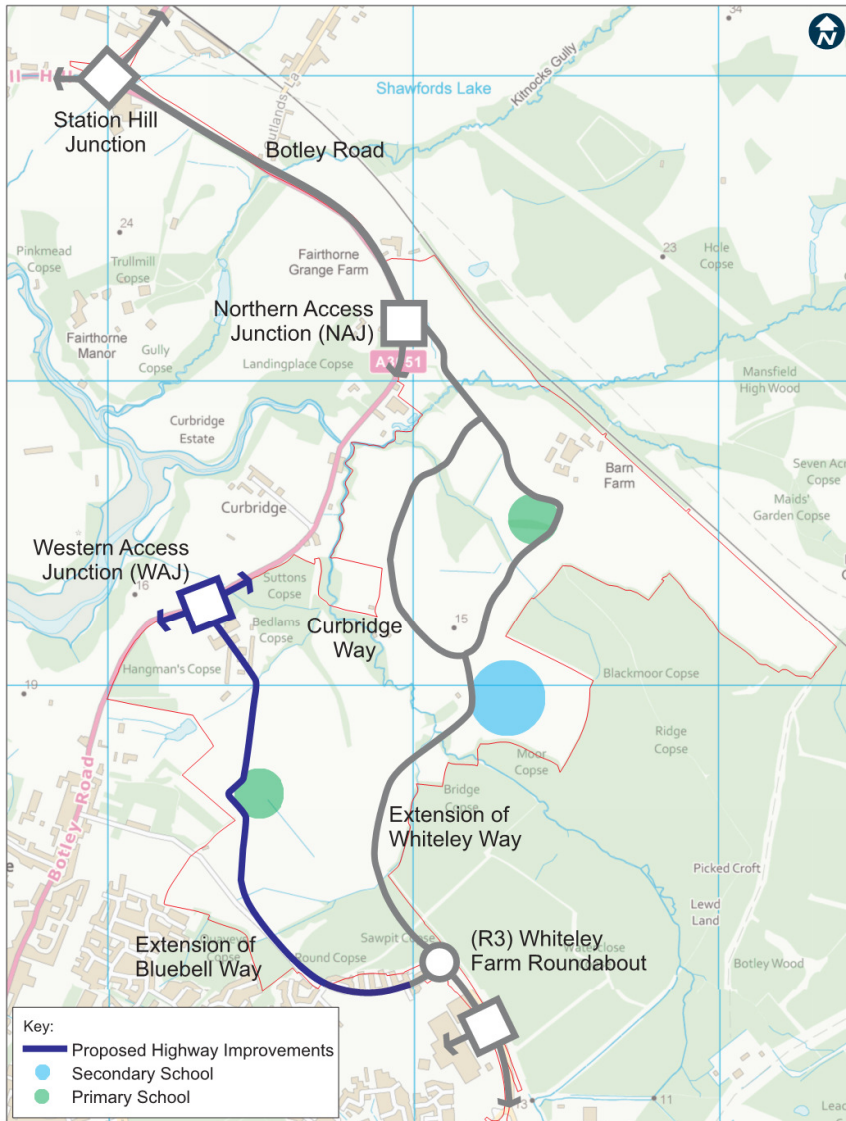 34
N
Kitnocks Gully
Shawfords Lake
Station Hill
Junction
Botley Road
24
Pinkmead
Copse
Trullmill
Copse
Fairthorne
Grange Farm
23
Hole
Copse
Northern Access
Junction (NAJ)
Fairthorne
Manor
Gully
Copse
Landingplace Copse
Mansfield
High Wood
Curbridge
Estate
Barn
Farm
Seven Acr
Copse
Maids'
Garden Copse
Curbridge
Western Access
Junction (WAJ)
16
Suttons
Copse
Bedlams
Copse
Curbridge
Way
15
Hangman's Copse
19
Blackmoor Copse
Ridge
Copse
Moor
Copse
Bridge
Extension of
Whiteley Way
Botley Road
Picked Croft
Lewd
Land
Extension of
Bluebell Way
Copse
Round Copse
Sawpit
(R3) Whiteley
Farm Roundabout
Botley Wood
Key:
Proposed Highway Improvements
Secondary School
Primary School
13
11